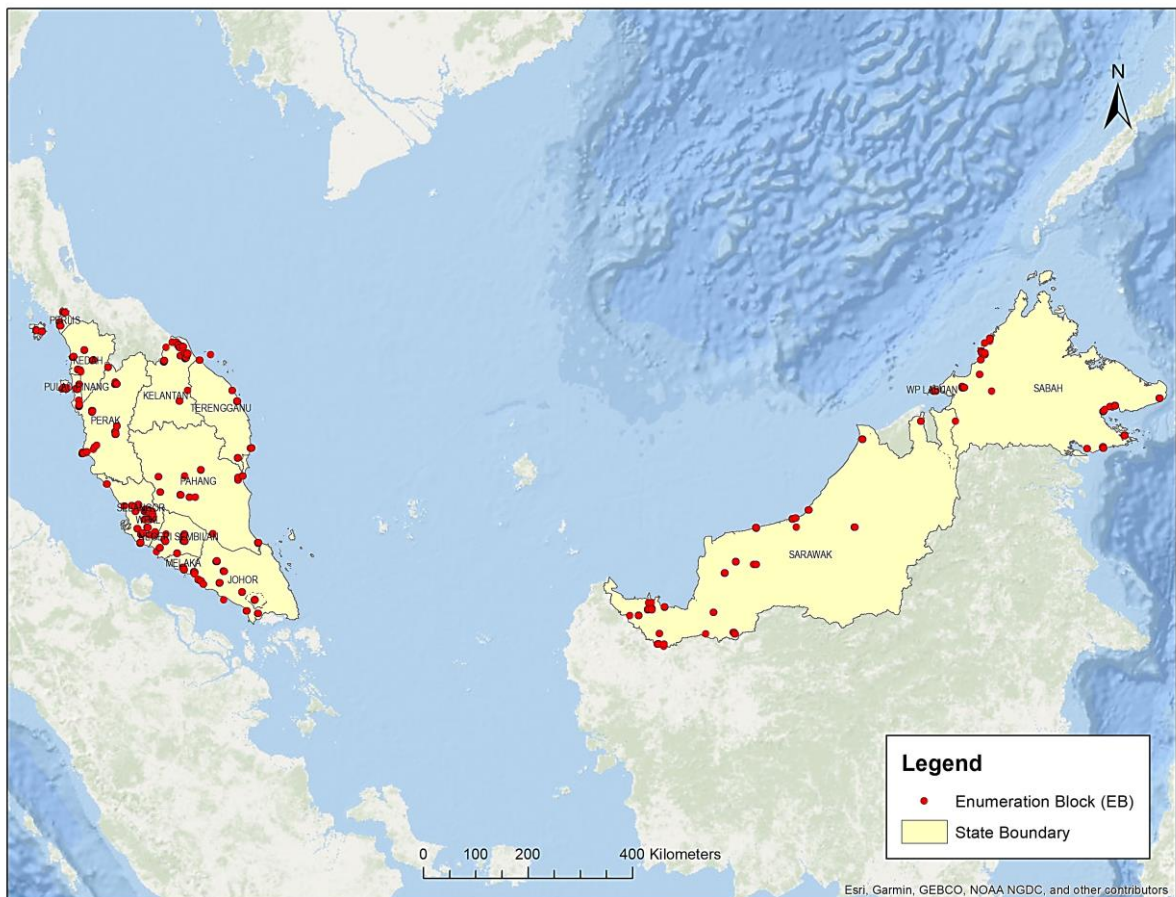 N
PERLIS
KEDAH
PULAU PINANG
KELANTAN
TERENGGANU
PERAK
PAHANG
SELANGOR
NEGERI SEMBILAN
MELAKA
JOHOR
WP LABUAN
SABAH
SARAWAK
Legend
Enumeration Block (EB)
State Boundary
0 100 200 400 Kilometers
Esri, Garmin, GEBCO, NOAA NGDC, and other contributors